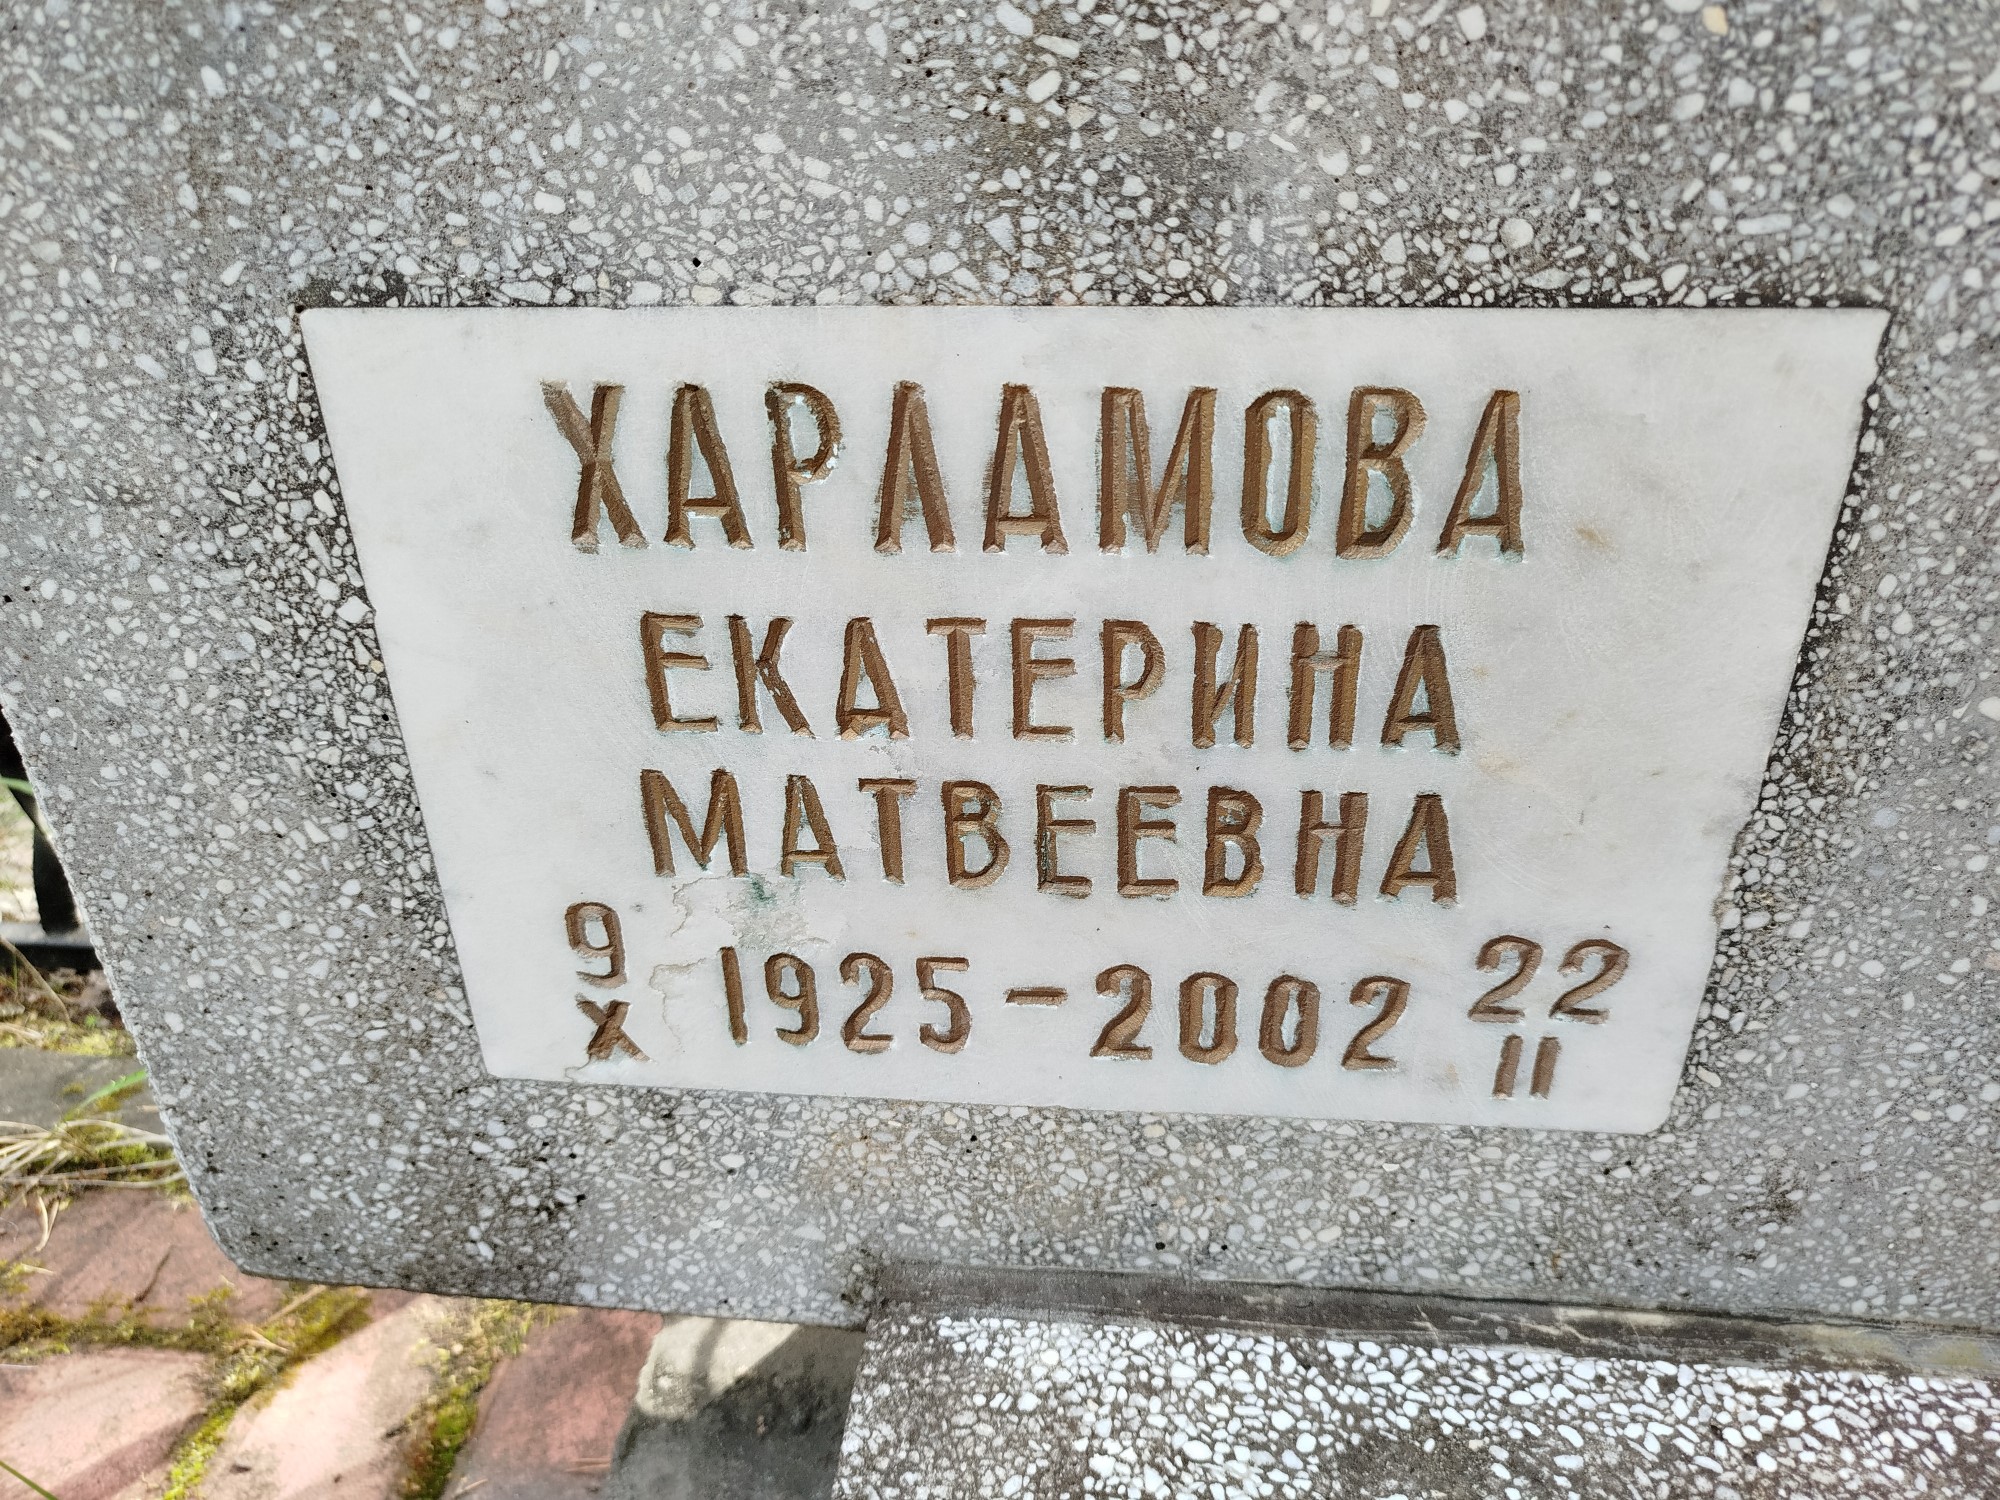 ХАРЛАМОВА
ЕКАТЕРИНА
МАТВЕЕВНА
9 1925-2002 22
X II